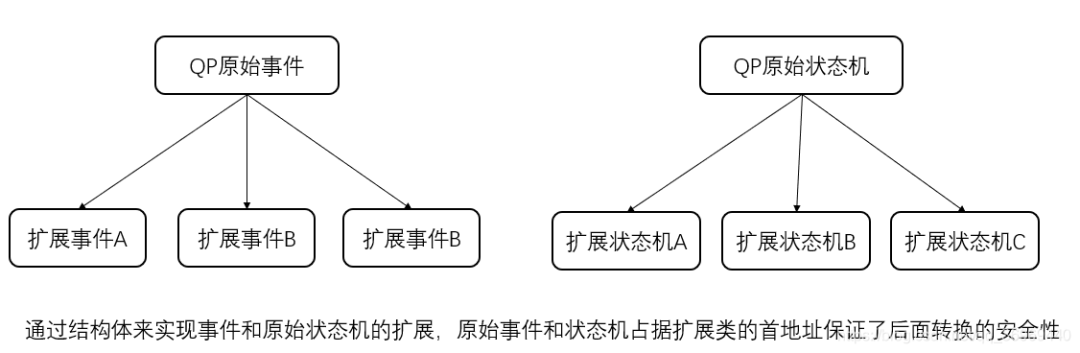 QP原始事件
QP原始状态机
扩展事件A
扩展事件B
扩展事件B
扩展状态机A
扩展状态机B
扩展状态机C
通过结构体来实现事件和原始状态机的扩展，原始事件和状态机占据扩展类的首地址保证了后面转换的安全性